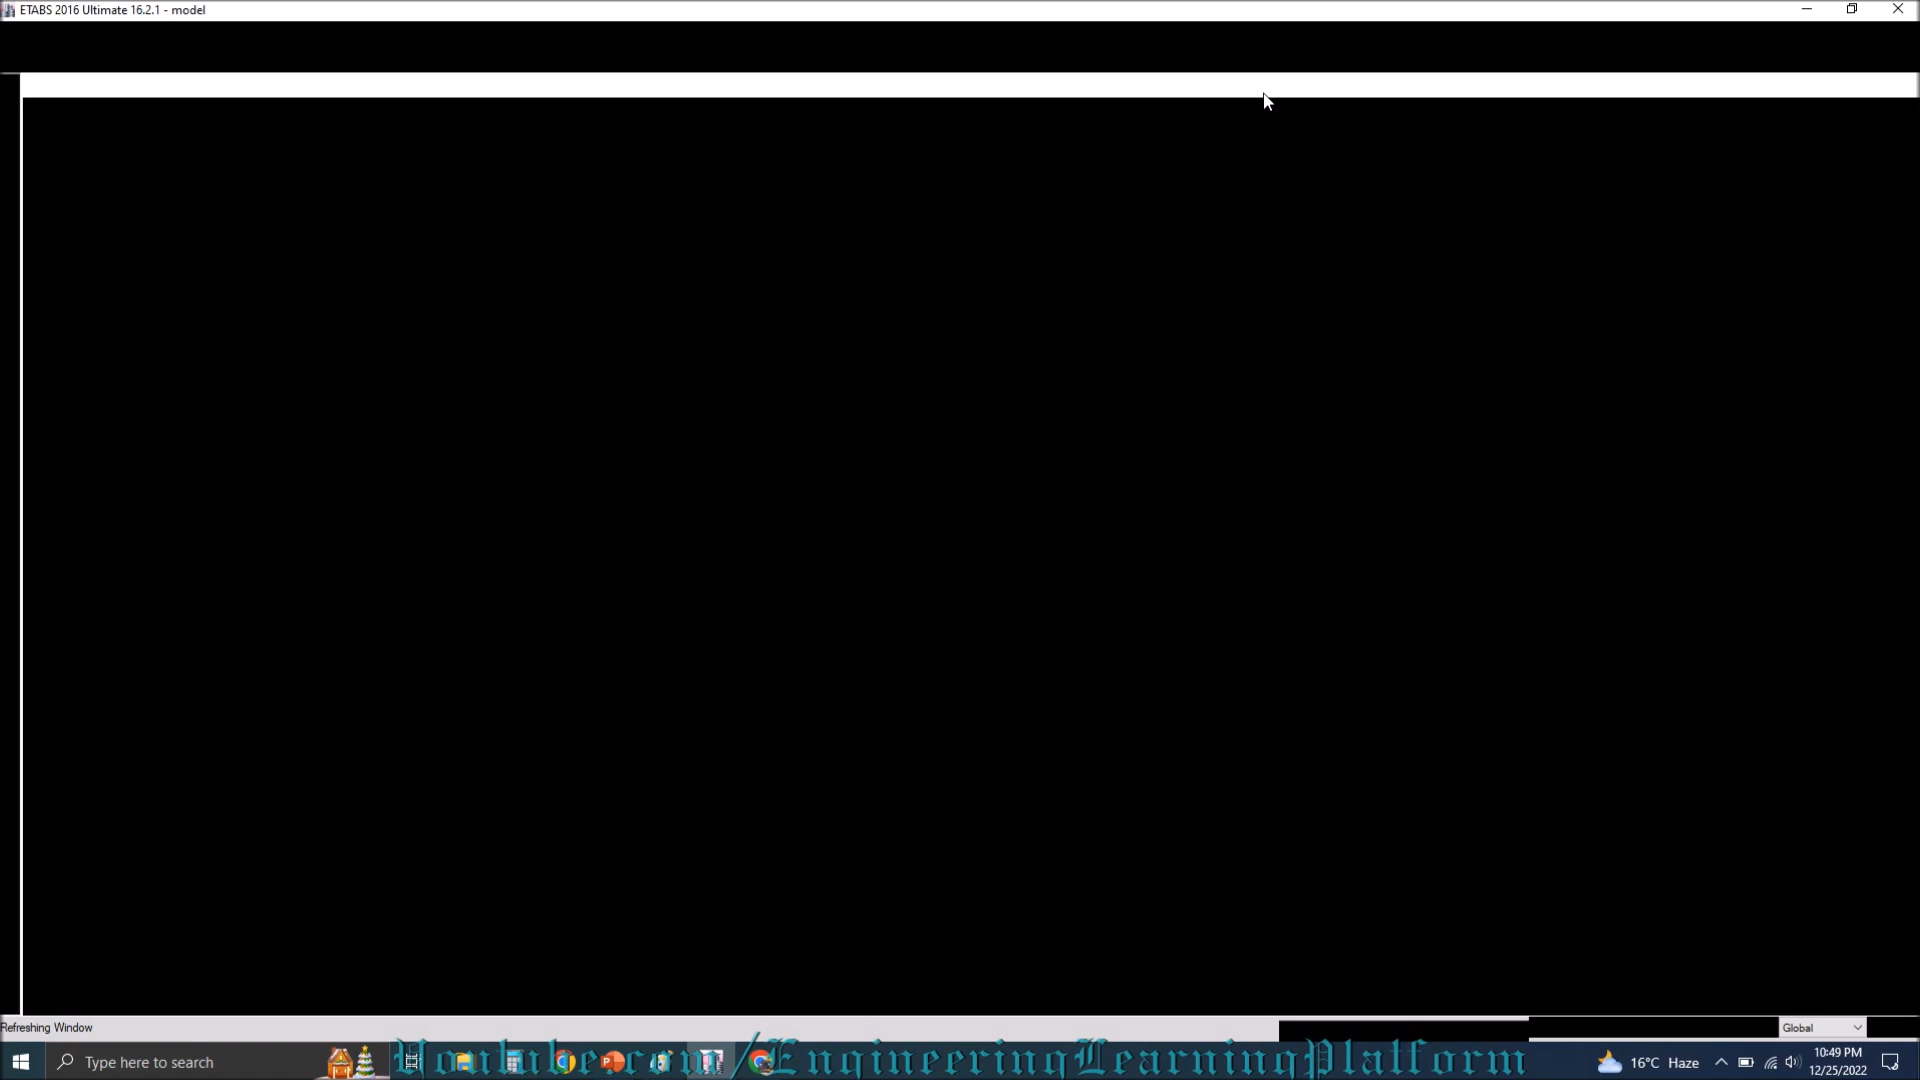 ETABS 2016 Ultimate 16.2.1 - model
Refreshing Window
Global
Type here to search
Youtube.com/EngineeringLearningPlatform
16°C Haze
10:49 PM
12/25/2022